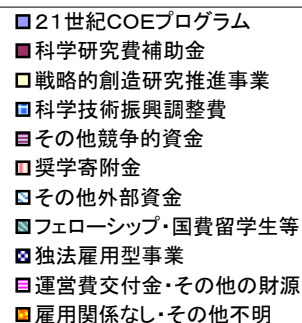 21世紀COEプログラム
科学研究費補助金
戦略的創造研究推進事業
科学技術振興調整費
その他競争的資金
奨学寄附金
その他外部資金
フェローシップ・国費留学生等
独法雇用型事業
運営費交付金・その他の財源
雇用関係なし・その他不明